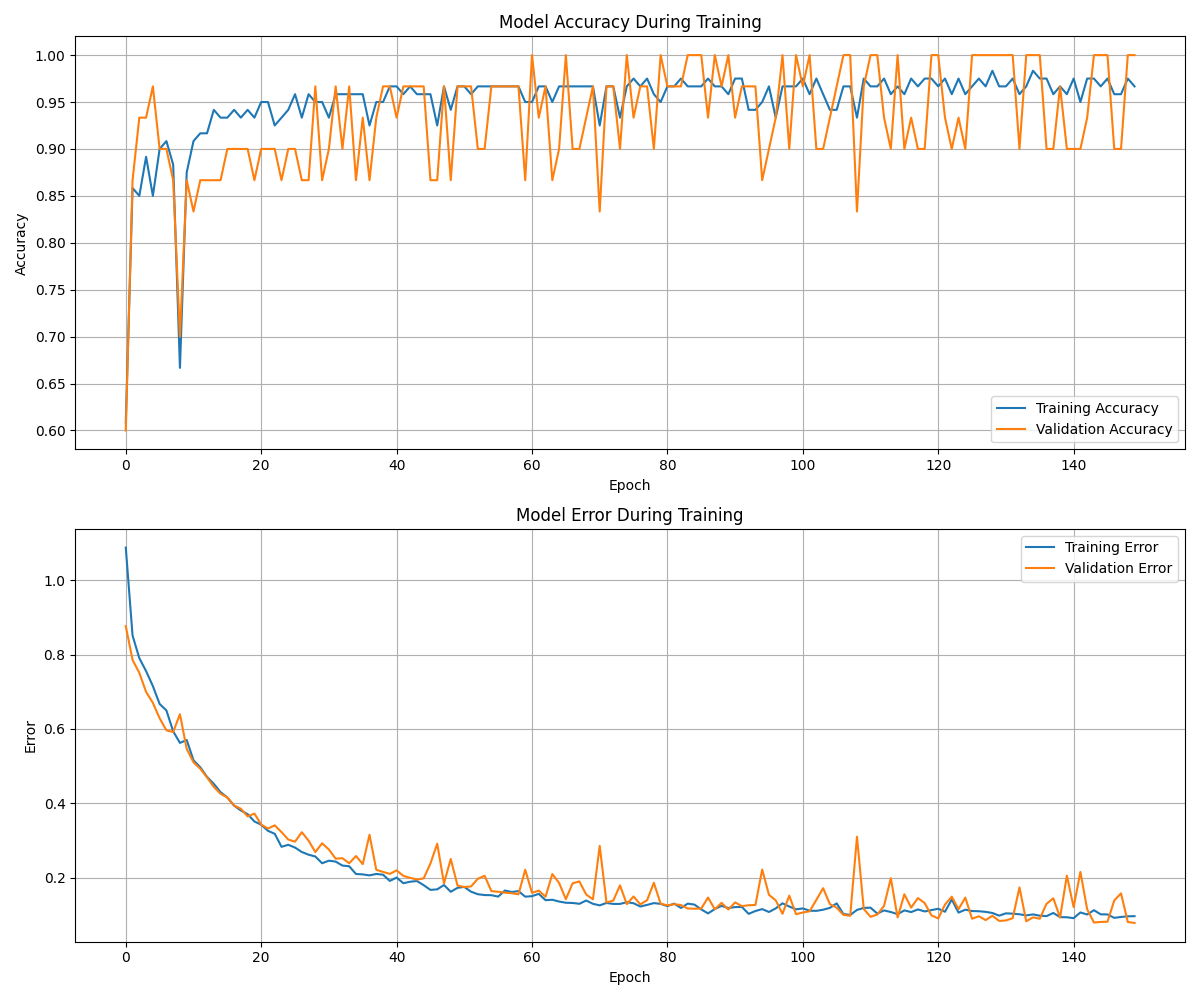 Model Accuracy During Training
1.00
0.95
0.90
0.85
0.80
0.75
0.70
0.65
0.60
Accuracy
Training Accuracy
Validation Accuracy
0 20 40 60 80 100 120 140
Epoch
Model Error During Training
Training Error
Validation Error
1.0
0.8
0.6
0.4
0.2
Error
0 20 40 60 80 100 120 140
Epoch